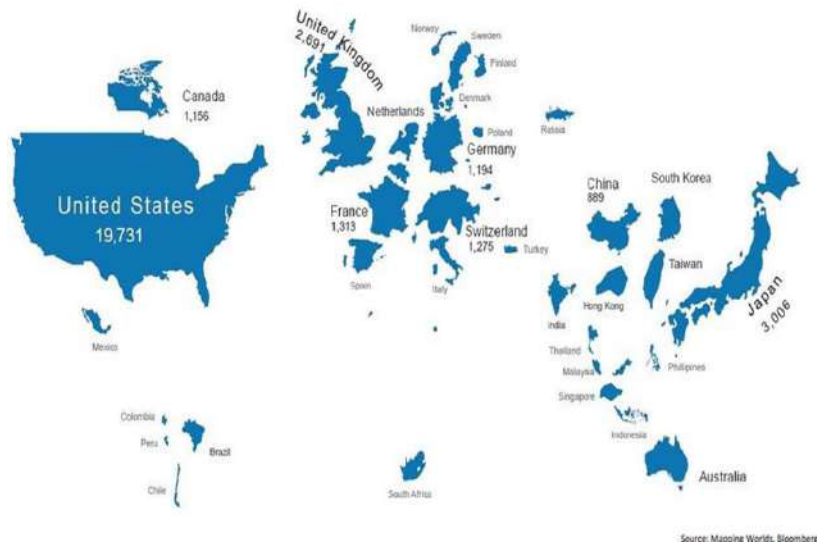 United Kingdom
2,691
Norway
Sweden
Finland
Canada
1,156
Netherlands
Denmark
Poland
Russia
Germany
1,194
United States
19,731
France
1,313
Switzerland
1,275
Turkey
Spain
Italy
China
889
South Korea
Taiwan
Hong Kong
India
Japan
3,006
Mexico
Thailand
Malaysia
Philipines
Singapore
Indonesia
Colombia
Peru
Brazil
Chile
South Africa
Australia
Source: Mapping Worlds, Bloomberg